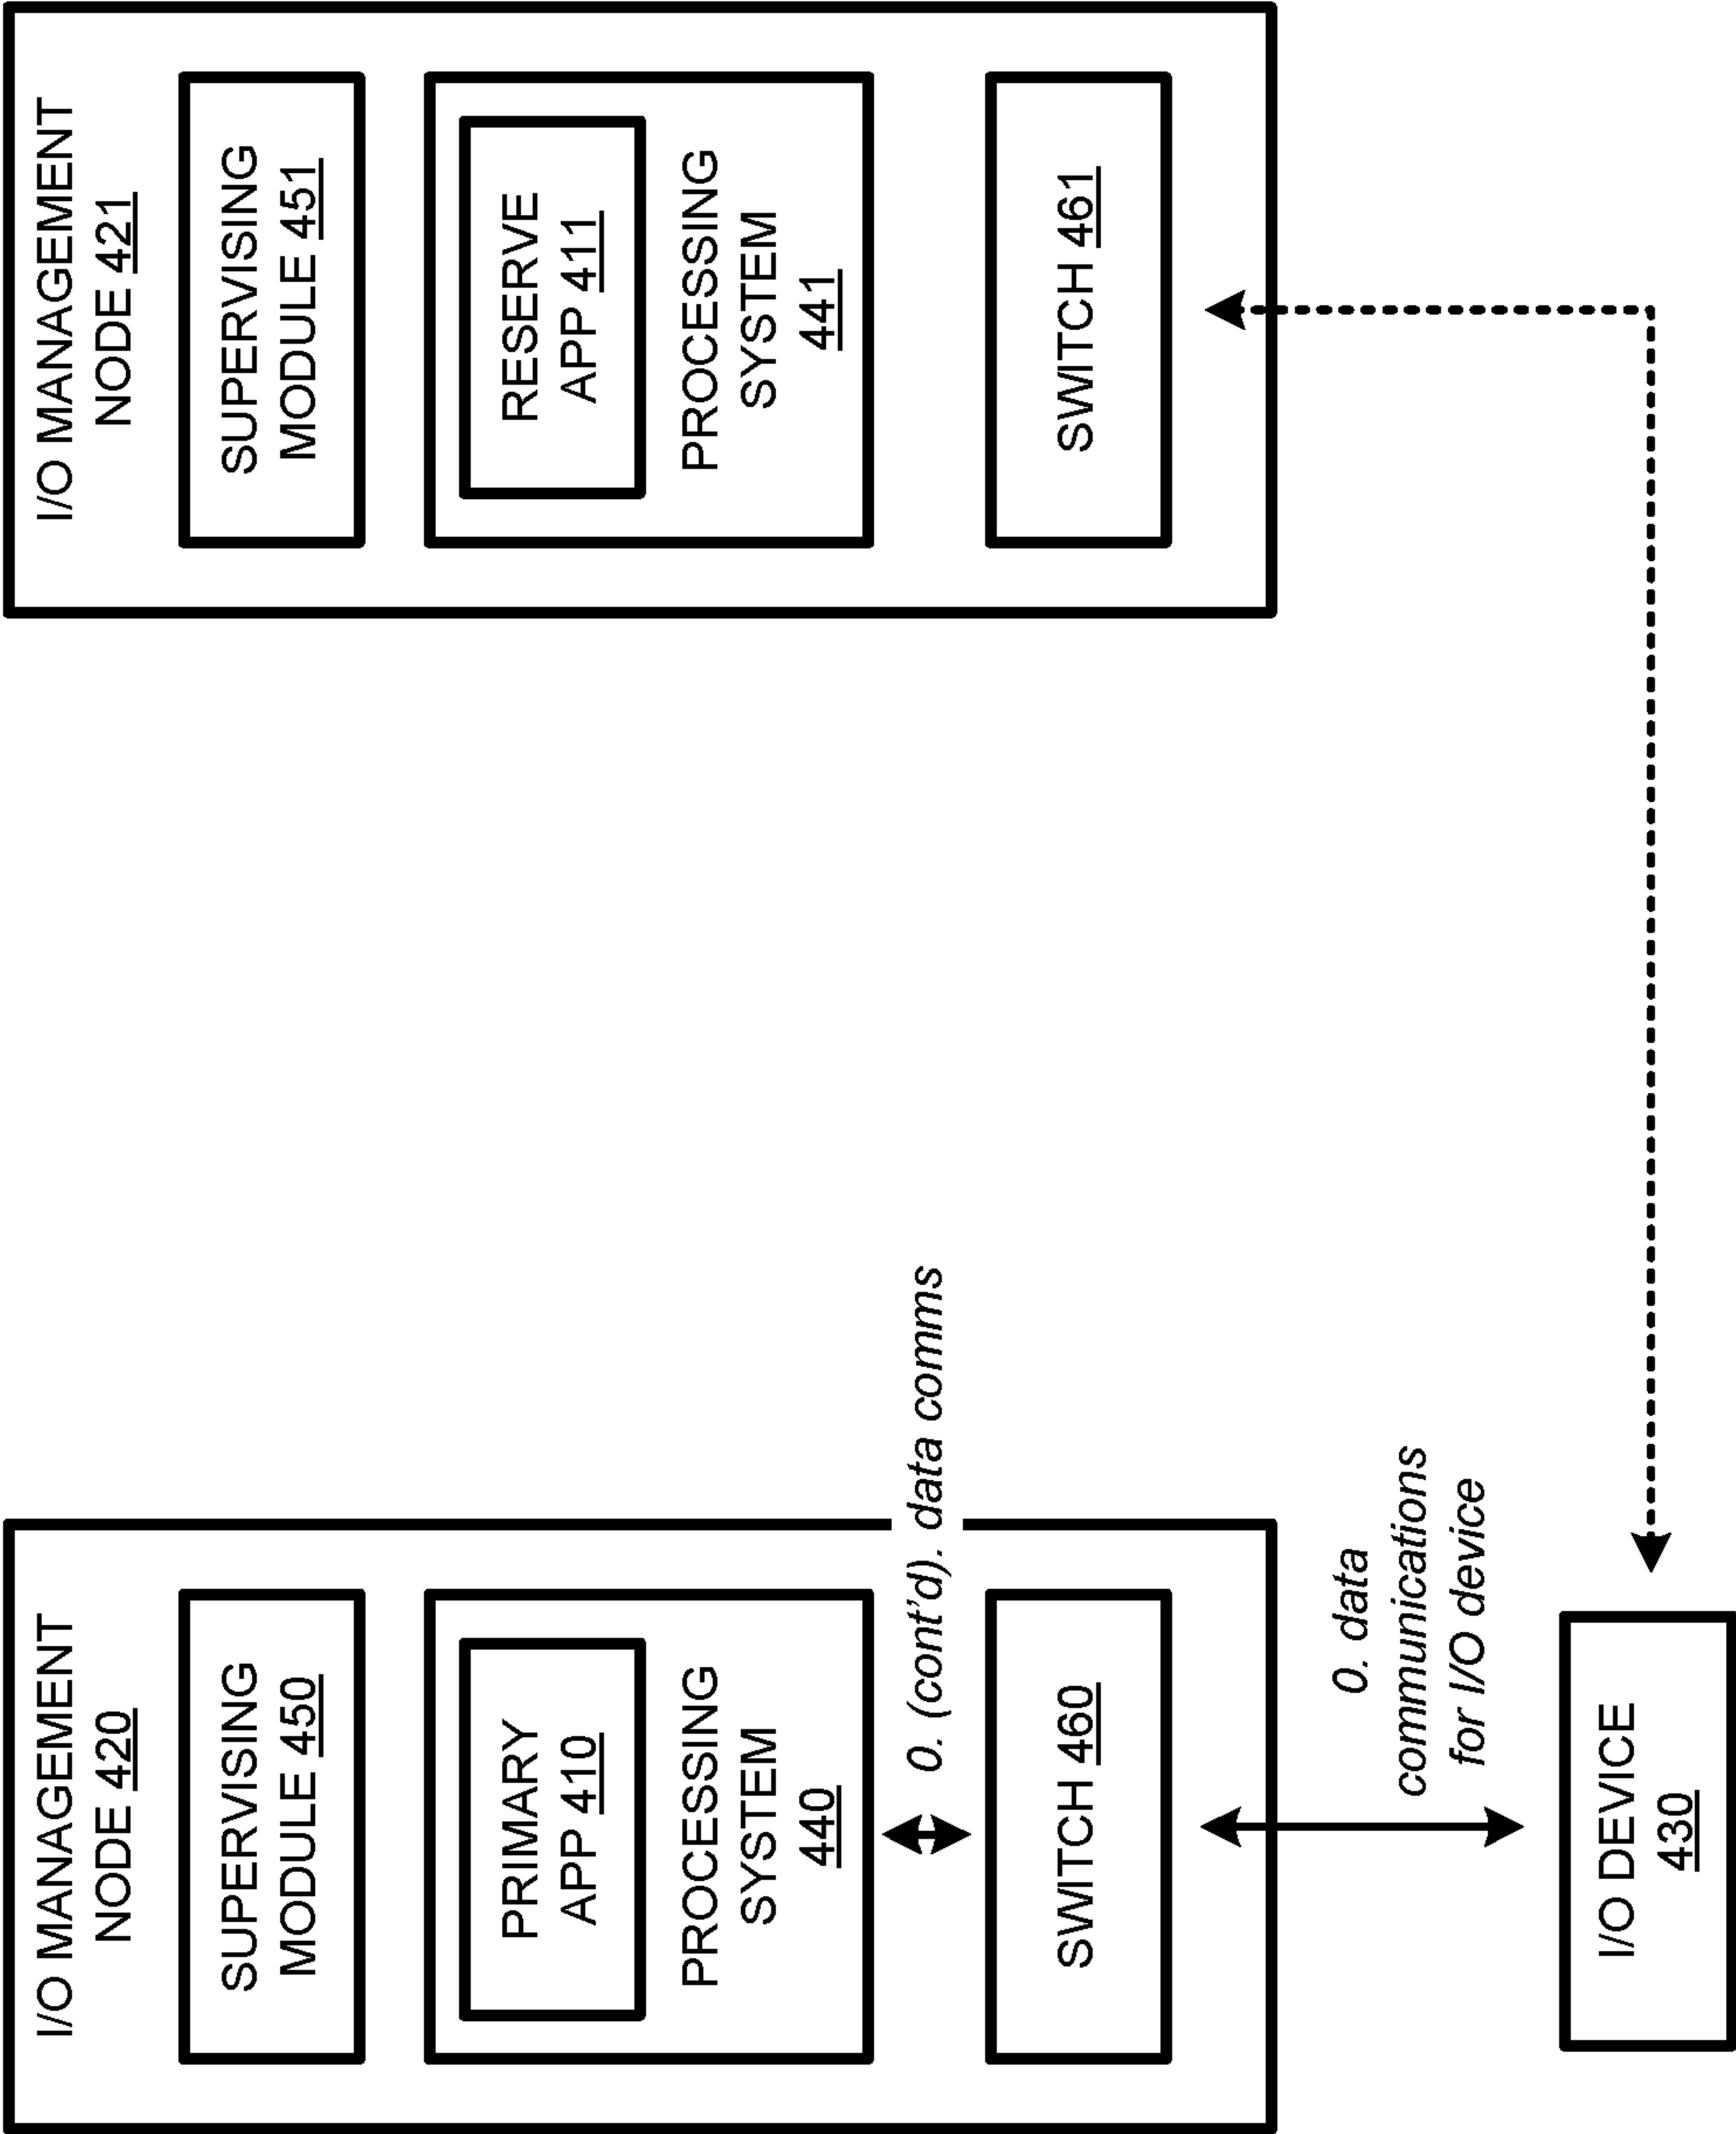 I/O MANAGEMENT
NODE 420
SUPERVISING
MODULE 450
PRIMARY
APP 410
PROCESSING
SYSTEM
440
0. (cont'd). data comms
SWITCH 460
0. data
communications
for I/O device
I/O DEVICE
430
I/O MANAGEMENT
NODE 421
SUPERVISING
MODULE 451
RESERVE
APP 411
PROCESSING
SYSTEM
441
SWITCH 461